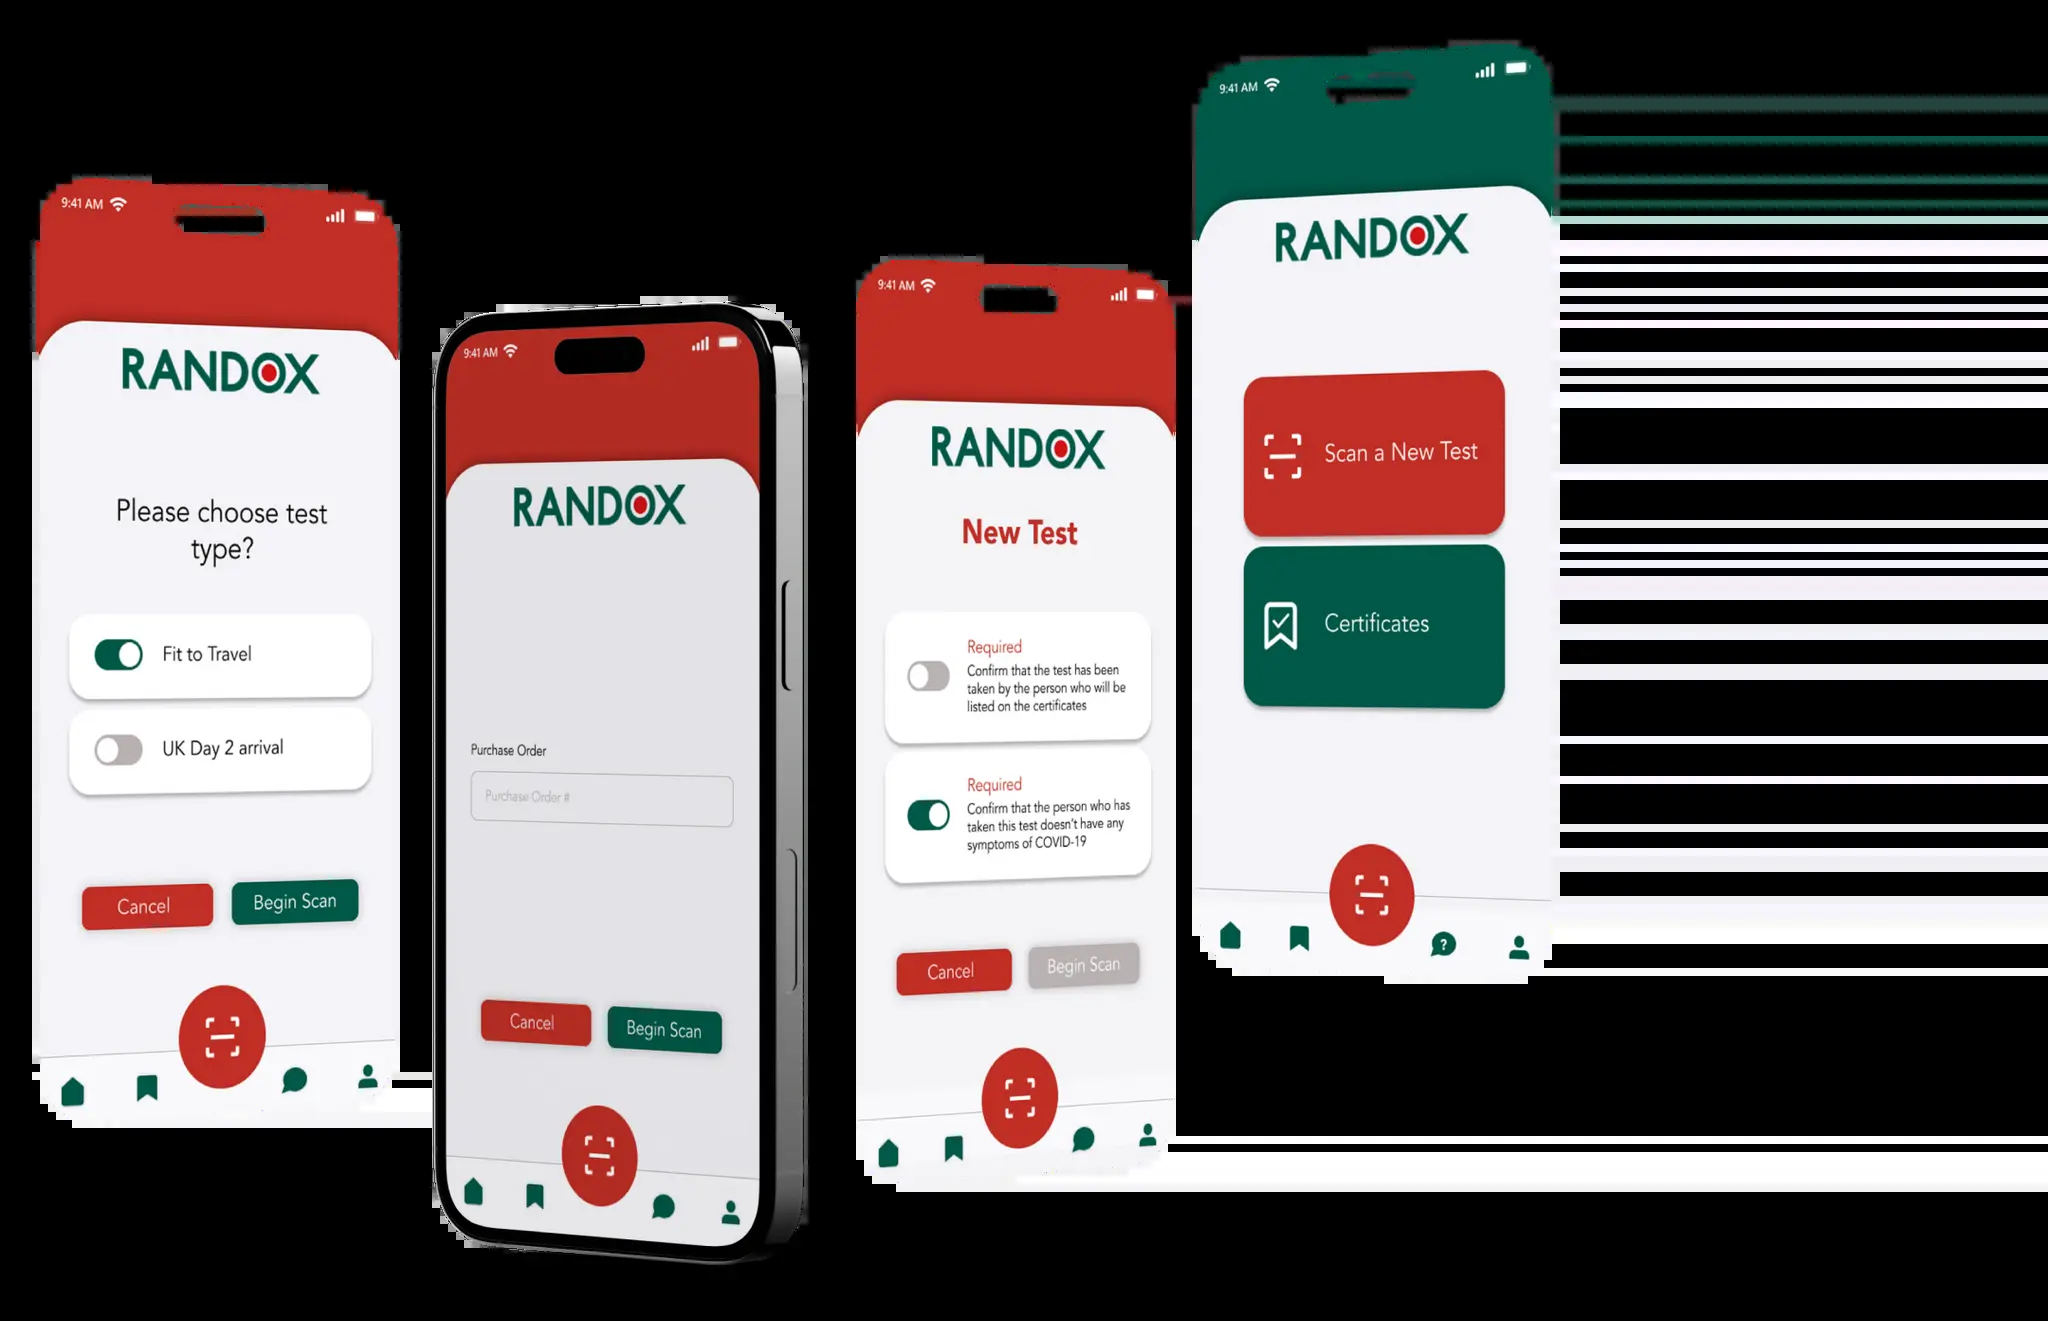 9:41 AM
RANDOX
Please choose test
type?
Fit to Travel
UK Day 2 arrival
Cancel
Begin Scan
9:41 AM
RANDOX
Purchase Order
Purchase Order #
Cancel
Begin Scan
9:41 AM
RANDOX
New Test
Required
Confirm that the test has been
taken by the person who will be
listed on the certificates
Required
Confirm that the person who has
taken this test doesn't have any
symptoms of COVID-19
Cancel
Begin Scan
9:41 AM
RANDOX
Scan a New Test
Certificates
?